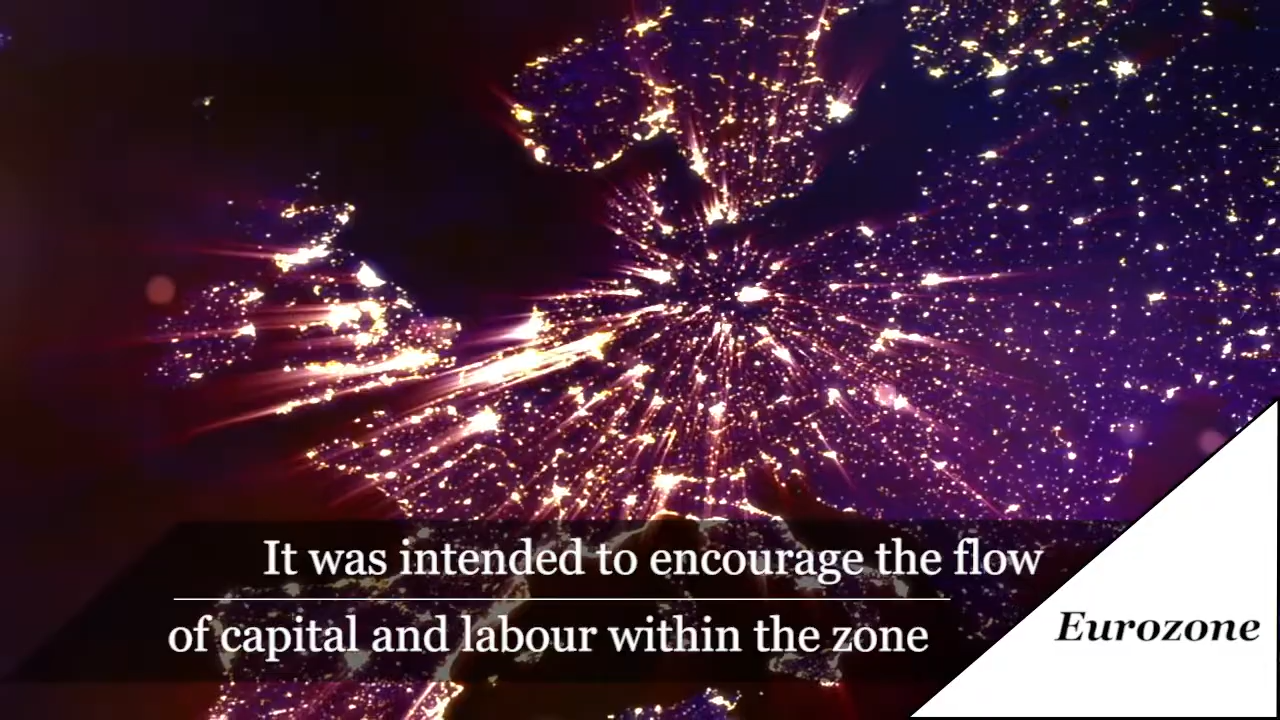 It was intended to encourage the flow
of capital and labour within the zone
Eurozone